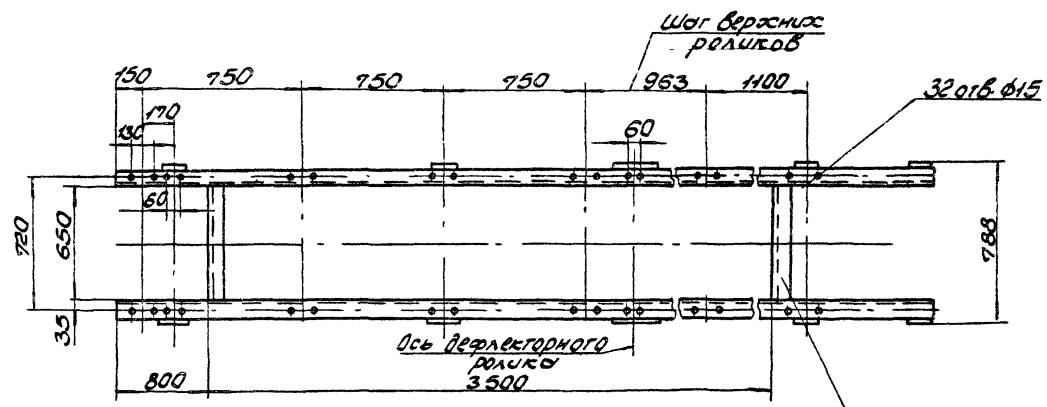 Шаг верхних
роликов
150 750 750 750 963 1100
32 отв. ф15
170
130
60
60
720
650
35
788
Ось дефлекторного
ролика
800
3500